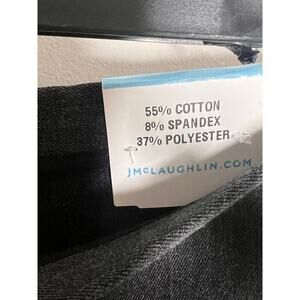 55% COTTON
8% SPANDEX
37% POLYESTER
JMCLAUGHLIN.COM